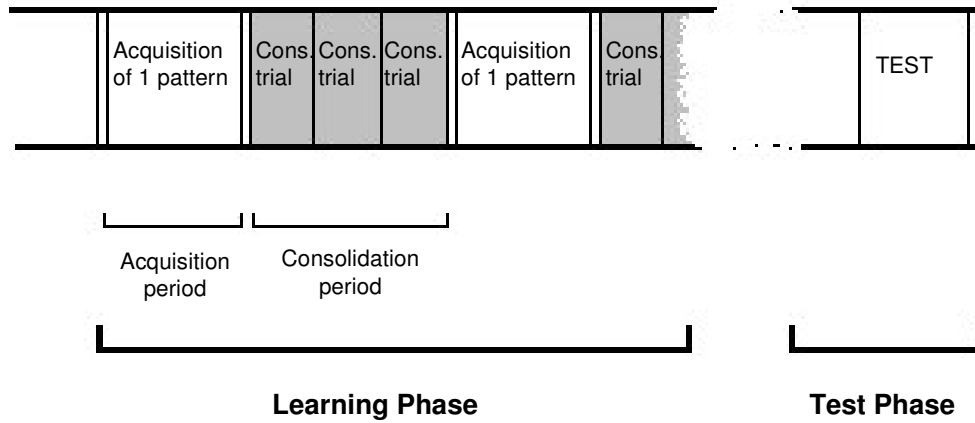 Acquisition
of 1 pattern
Cons.
trial
Cons.
trial
Cons.
trial
Acquisition
of 1 pattern
Cons.
trial
TEST
Acquisition
period
Consolidation
period
Learning Phase
Test Phase